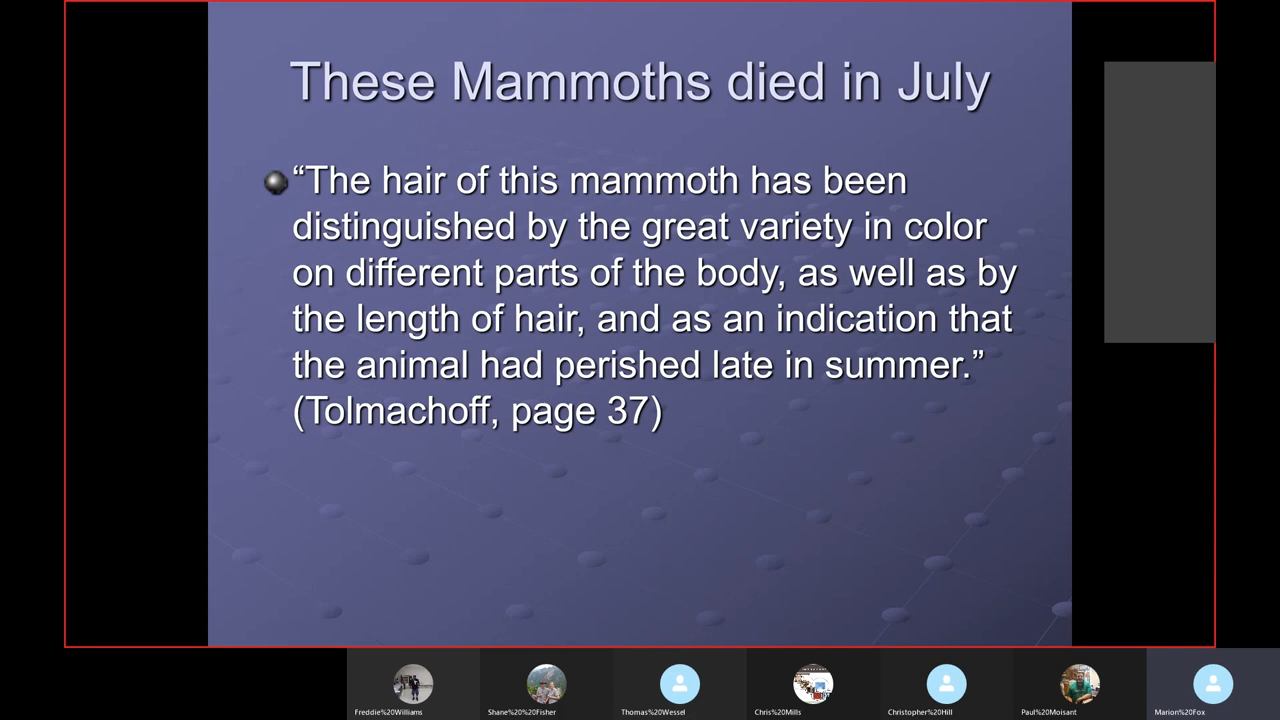 These Mammoths died in July
“The hair of this mammoth has been
distinguished by the great variety in color
on different parts of the body, as well as by
the length of hair, and as an indication that
the animal had perished late in summer.”
(Tolmachoff, page 37)
Freddie%20Williams
Shane%20%20Fisher
Thomas%20Wessel
Chris%20Mills
Christopher%20Hill
Paul%20Moisant
Marion%20Fox